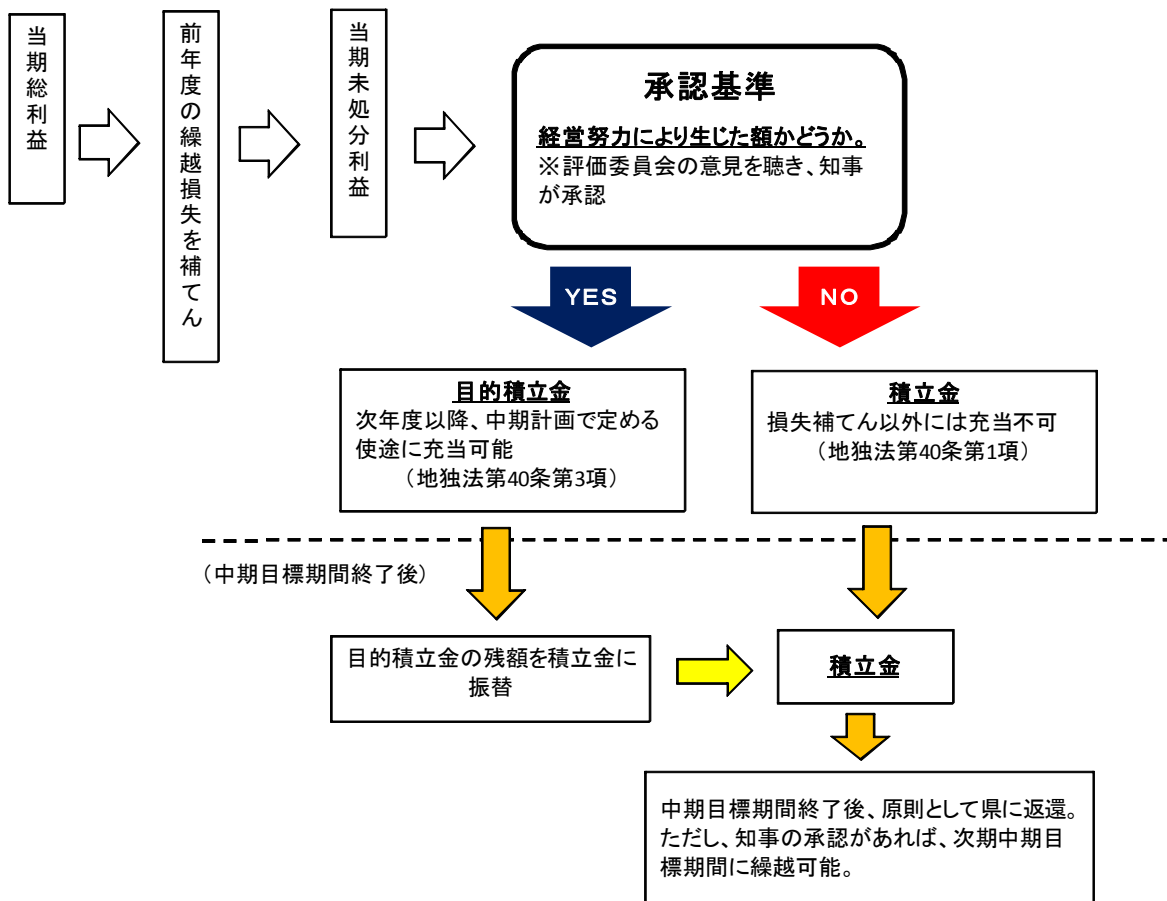 当期総利益
前年度の繰越損失を補てん
当期未処分利益
承認基準
経営努力により生じた額かどうか。
※評価委員会の意見を聴き、知事
が承認
YES
NO
目的積立金
次年度以降、中期計画で定める
使途に充当可能
（地独法第40条第3項）
積立金
損失補てん以外には充当不可
（地独法第40条第1項）
（中期目標期間終了後）
目的積立金の残額を積立金に
振替
積立金
中期目標期間終了後、原則として県に返還。
ただし、知事の承認があれば、次期中期目
標期間に繰越可能。